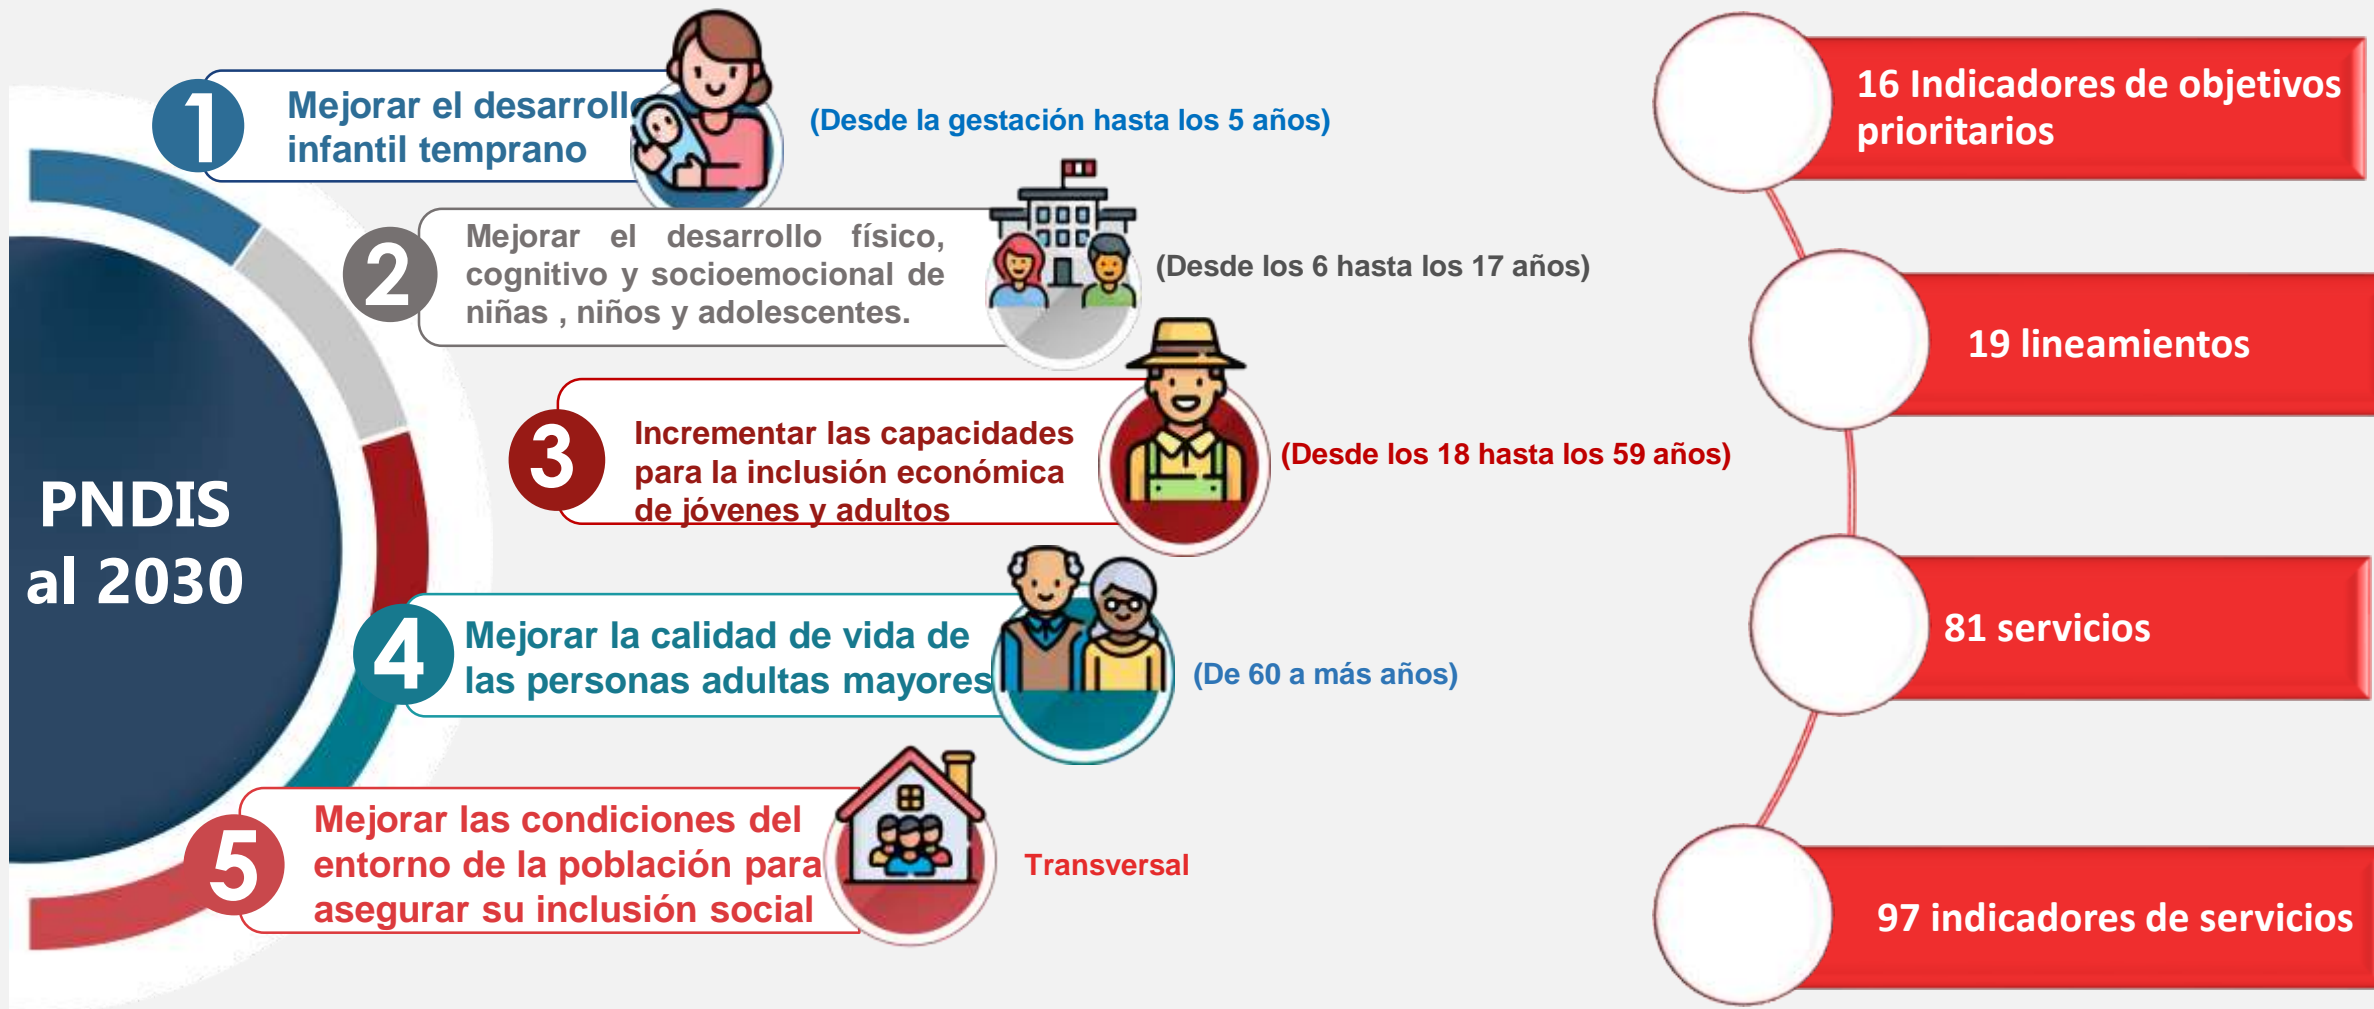 PNDIS
al 2030
1
Mejorar el desarrollo
infantil temprano
(Desde la gestación hasta los 5 años)
2
Mejorar el desarrollo físico,
cognitivo y socioemocional de
niñas , niños y adolescentes.
(Desde los 6 hasta los 17 años)
3
Incrementar las capacidades
para la inclusión económica
de jóvenes y adultos
(Desde los 18 hasta los 59 años)
4
Mejorar la calidad de vida de
las personas adultas mayores
(De 60 a más años)
5
Mejorar las condiciones del
entorno de la población para
asegurar su inclusión social
Transversal
16 Indicadores de objetivos
prioritarios
19 lineamientos
81 servicios
97 indicadores de servicios